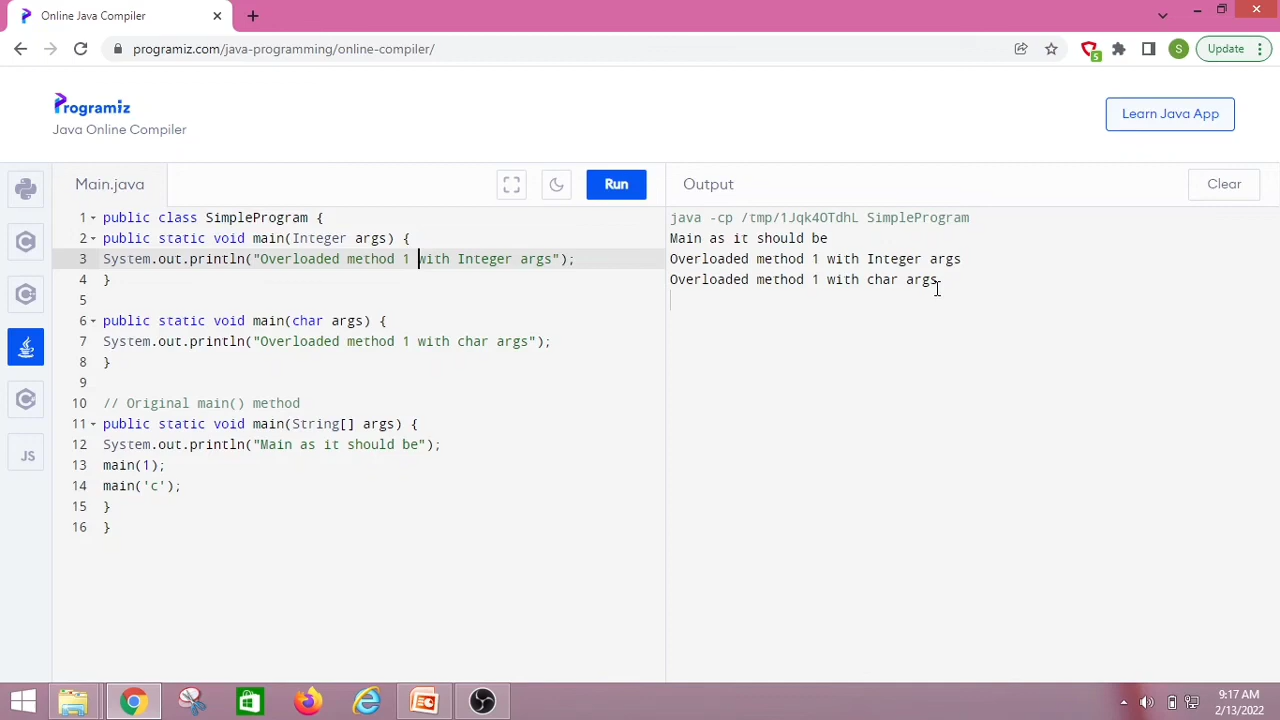 Online Java Compiler
programiz.com/java-programming/online-compiler/
5
S
Update
Programiz
Java Online Compiler
Learn Java App
Main.java
Run
Output
Clear
1 public class SimpleProgram {
2 public static void main(Integer args) {
3 System.out.println("Overloaded method 1 with Integer args");
4 }
5
6 public static void main(char args) {
7 System.out.println("Overloaded method 1 with char args");
8 }
9
10 // Original main() method
11 public static void main(String[] args) {
12 System.out.println("Main as it should be");
13 main(1);
14 main('c');
15 }
16 }
java -cp /tmp/1Jqk4OTdhL SimpleProgram
Main as it should be
Overloaded method 1 with Integer args
Overloaded method 1 with char args
JS
9:17 AM
2/13/2022